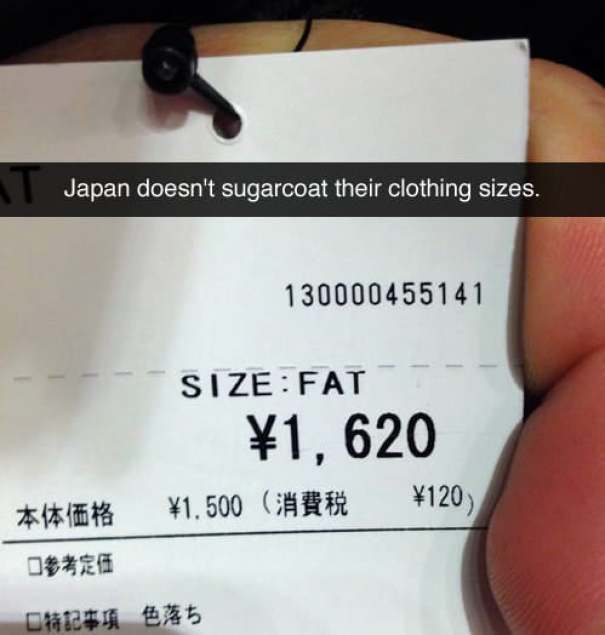 AT
Japan doesn't sugarcoat their clothing sizes.
130000455141
SIZE:FAT
¥1,620
本体価格 ¥1.500 (消費税 ¥120)
□参考定価
□特記事項 色落ち